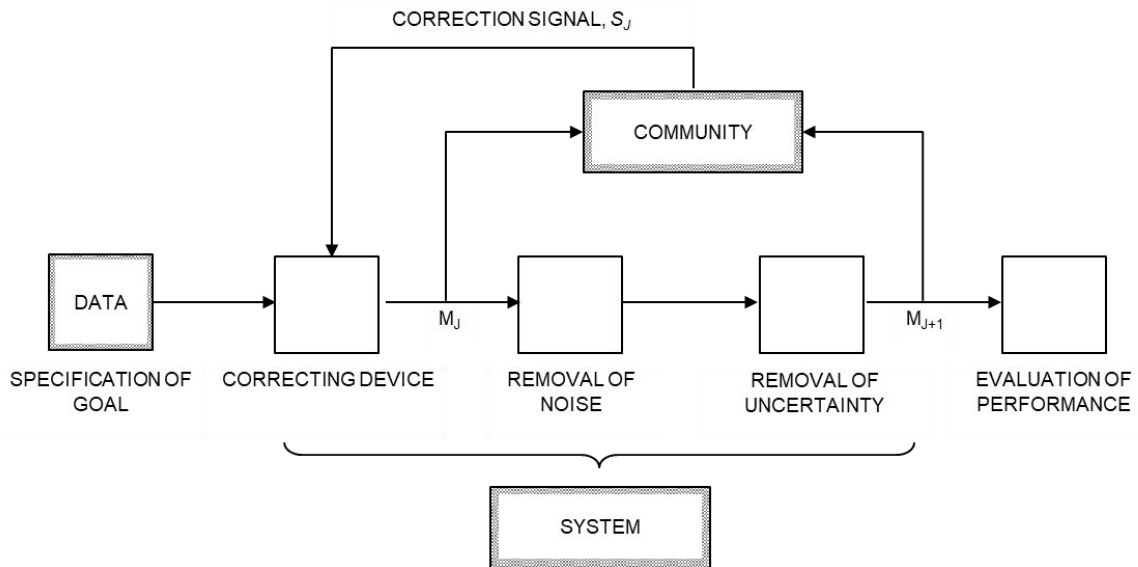 CORRECTION SIGNAL, S_J
COMMUNITY
DATA
M_J
M_{J+1}
SPECIFICATION OF
GOAL
CORRECTING DEVICE
REMOVAL OF
NOISE
REMOVAL OF
UNCERTAINTY
EVALUATION OF
PERFORMANCE
SYSTEM